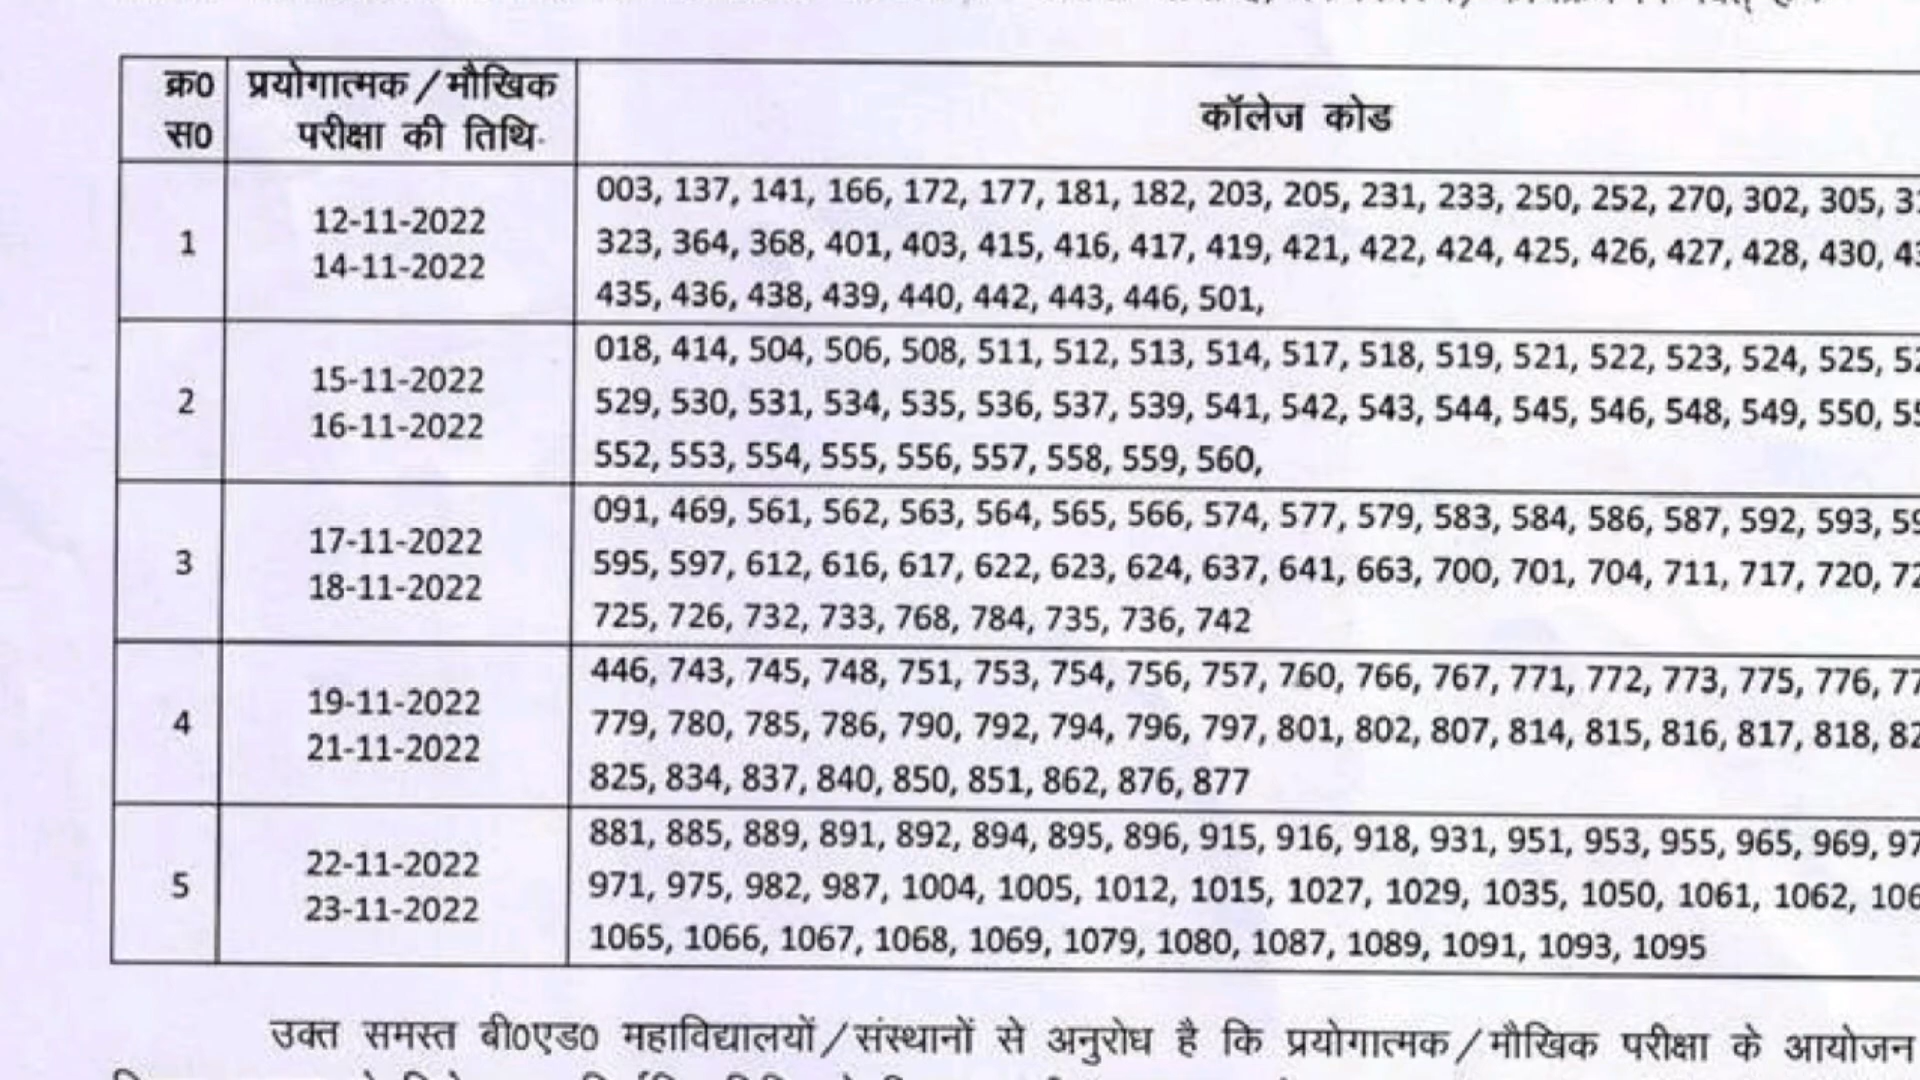 क्र0 स0
प्रयोगात्मक / मौखिक परीक्षा की तिथि
कॉलेज कोड
1
12-11-2022
14-11-2022
003, 137, 141, 166, 172, 177, 181, 182, 203, 205, 231, 233, 250, 252, 270, 302, 305,
323, 364, 368, 401, 403, 415, 416, 417, 419, 421, 422, 424, 425, 426, 427, 428, 430,
435, 436, 438, 439, 440, 442, 443, 446, 501,
2
15-11-2022
16-11-2022
018, 414, 504, 506, 508, 511, 512, 513, 514, 517, 518, 519, 521, 522, 523, 524, 525,
529, 530, 531, 534, 535, 536, 537, 539, 541, 542, 543, 544, 545, 546, 548, 549, 550,
552, 553, 554, 555, 556, 557, 558, 559, 560,
3
17-11-2022
18-11-2022
091, 469, 561, 562, 563, 564, 565, 566, 574, 577, 579, 583, 584, 586, 587, 592, 593,
595, 597, 612, 616, 617, 622, 623, 624, 637, 641, 663, 700, 701, 704, 711, 717, 720,
725, 726, 732, 733, 768, 784, 735, 736, 742
4
19-11-2022
21-11-2022
446, 743, 745, 748, 751, 753, 754, 756, 757, 760, 766, 767, 771, 772, 773, 775, 776,
779, 780, 785, 786, 790, 792, 794, 796, 797, 801, 802, 807, 814, 815, 816, 817, 818,
825, 834, 837, 840, 850, 851, 862, 876, 877
5
22-11-2022
23-11-2022
881, 885, 889, 891, 892, 894, 895, 896, 915, 916, 918, 931, 951, 953, 955, 965, 969,
971, 975, 982, 987, 1004, 1005, 1012, 1015, 1027, 1029, 1035, 1050, 1061, 1062,
1065, 1066, 1067, 1068, 1069, 1079, 1080, 1087, 1089, 1091, 1093, 1095
उक्त समस्त बी0एड0 महाविद्यालयों / संस्थानों से अनुरोध है कि प्रयोगात्मक / मौखिक परीक्षा के आयोजन